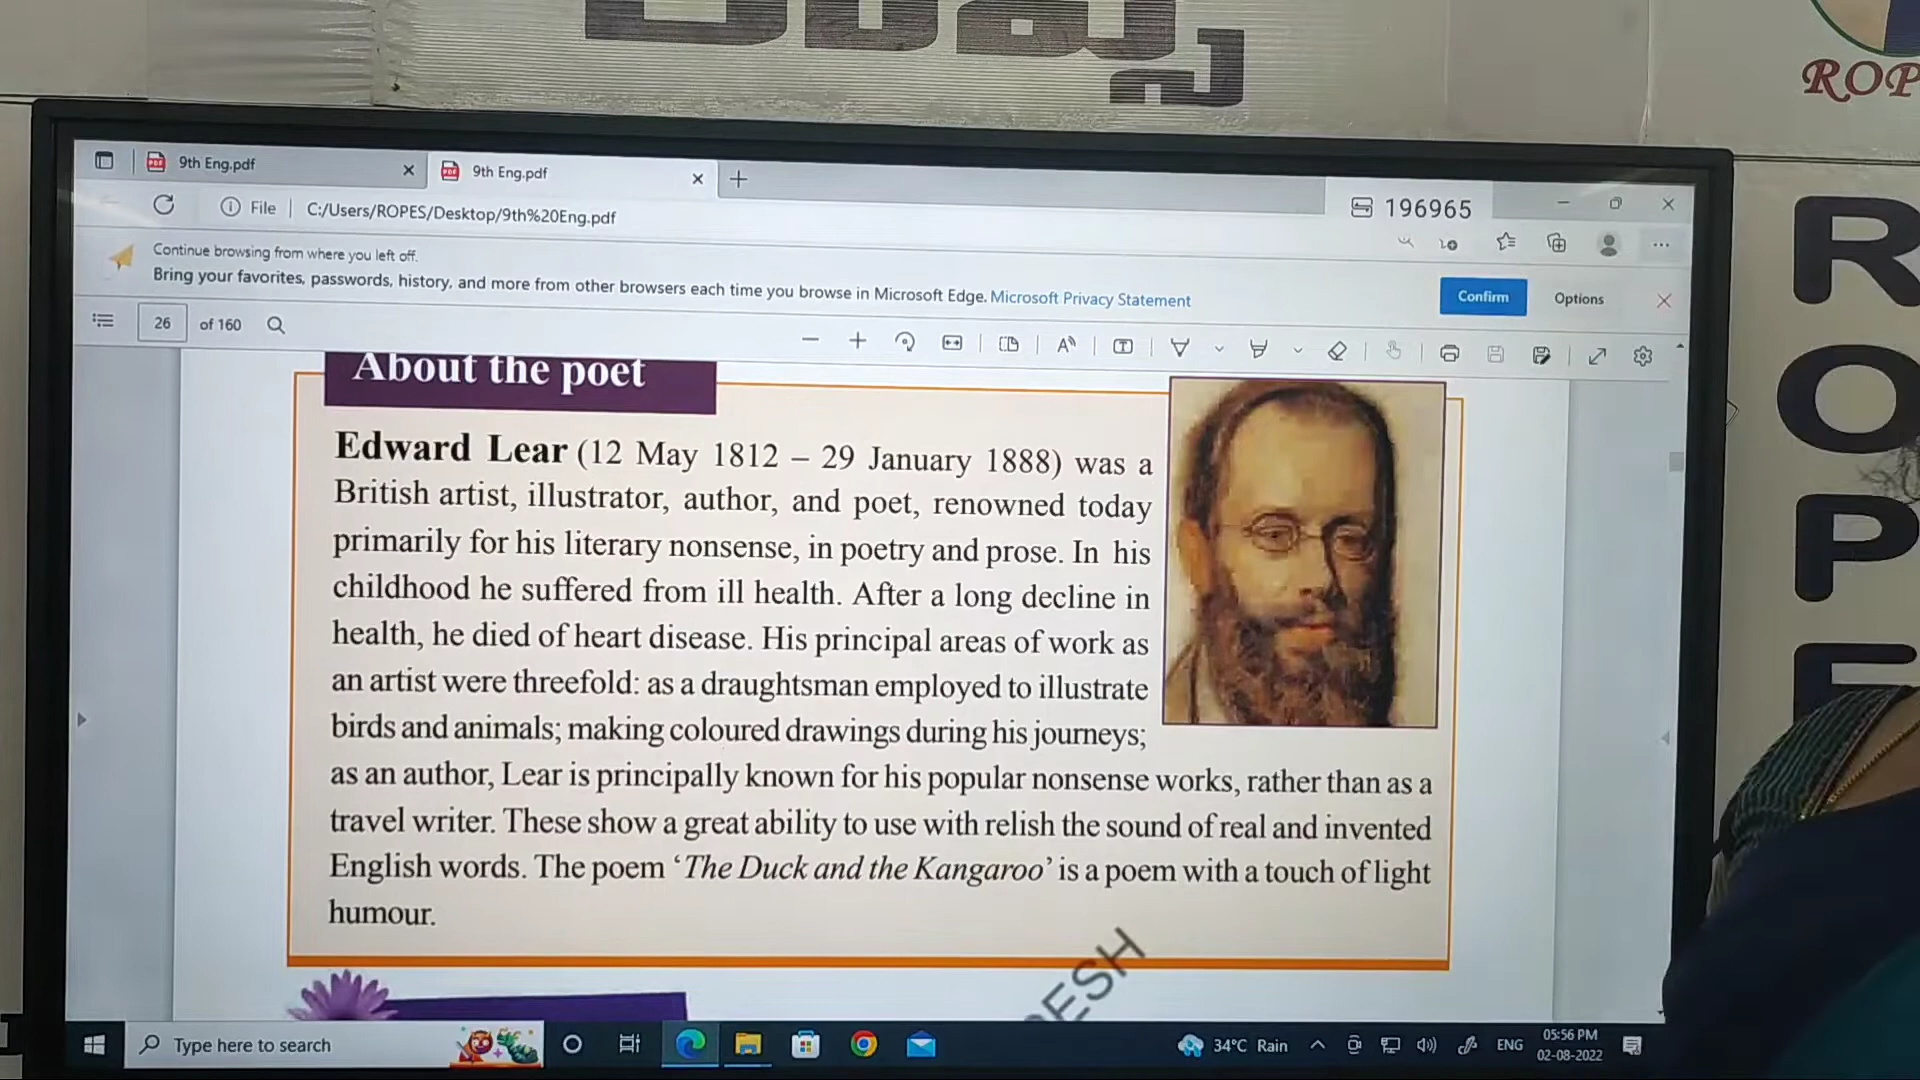 ROP
9th Eng.pdf
9th Eng.pdf
196965
File
C:/Users/ROPES/Desktop/9th%20Eng.pdf
Continue browsing from where you left off.
Bring your favorites, passwords, history, and more from other browsers each time you browse in Microsoft Edge. Microsoft Privacy Statement
Confirm
Options
26 of 160
About the poet
Edward Lear (12 May 1812 – 29 January 1888) was a
British artist, illustrator, author, and poet, renowned today
primarily for his literary nonsense, in poetry and prose. In his
childhood he suffered from ill health. After a long decline in
health, he died of heart disease. His principal areas of work as
an artist were threefold: as a draughtsman employed to illustrate
birds and animals; making coloured drawings during his journeys;
as an author, Lear is principally known for his popular nonsense works, rather than as a
travel writer. These show a great ability to use with relish the sound of real and invented
English words. The poem ‘The Duck and the Kangaroo’ is a poem with a touch of light
humour.
ESH
Type here to search
34°C Rain
ENG
05:56 PM
02-08-2022
R
O
P
E